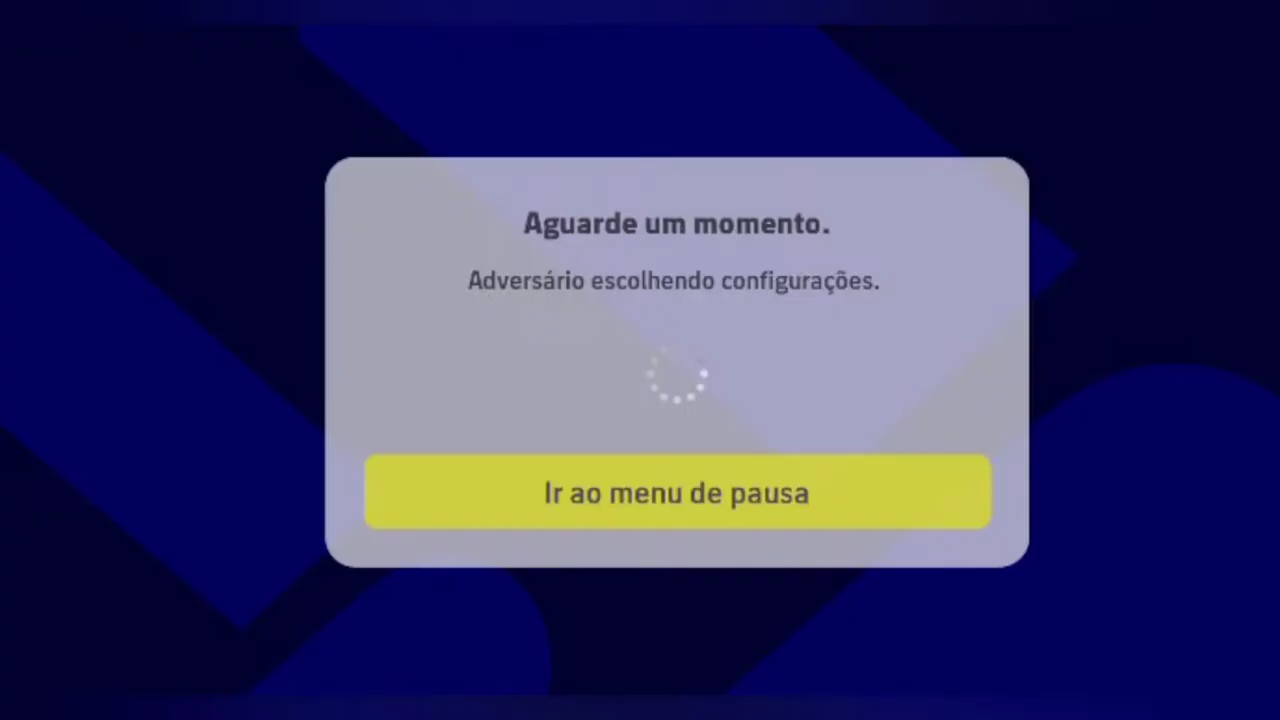 Aguarde um momento.
Adversário escolhendo configurações.
Ir ao menu de pausa